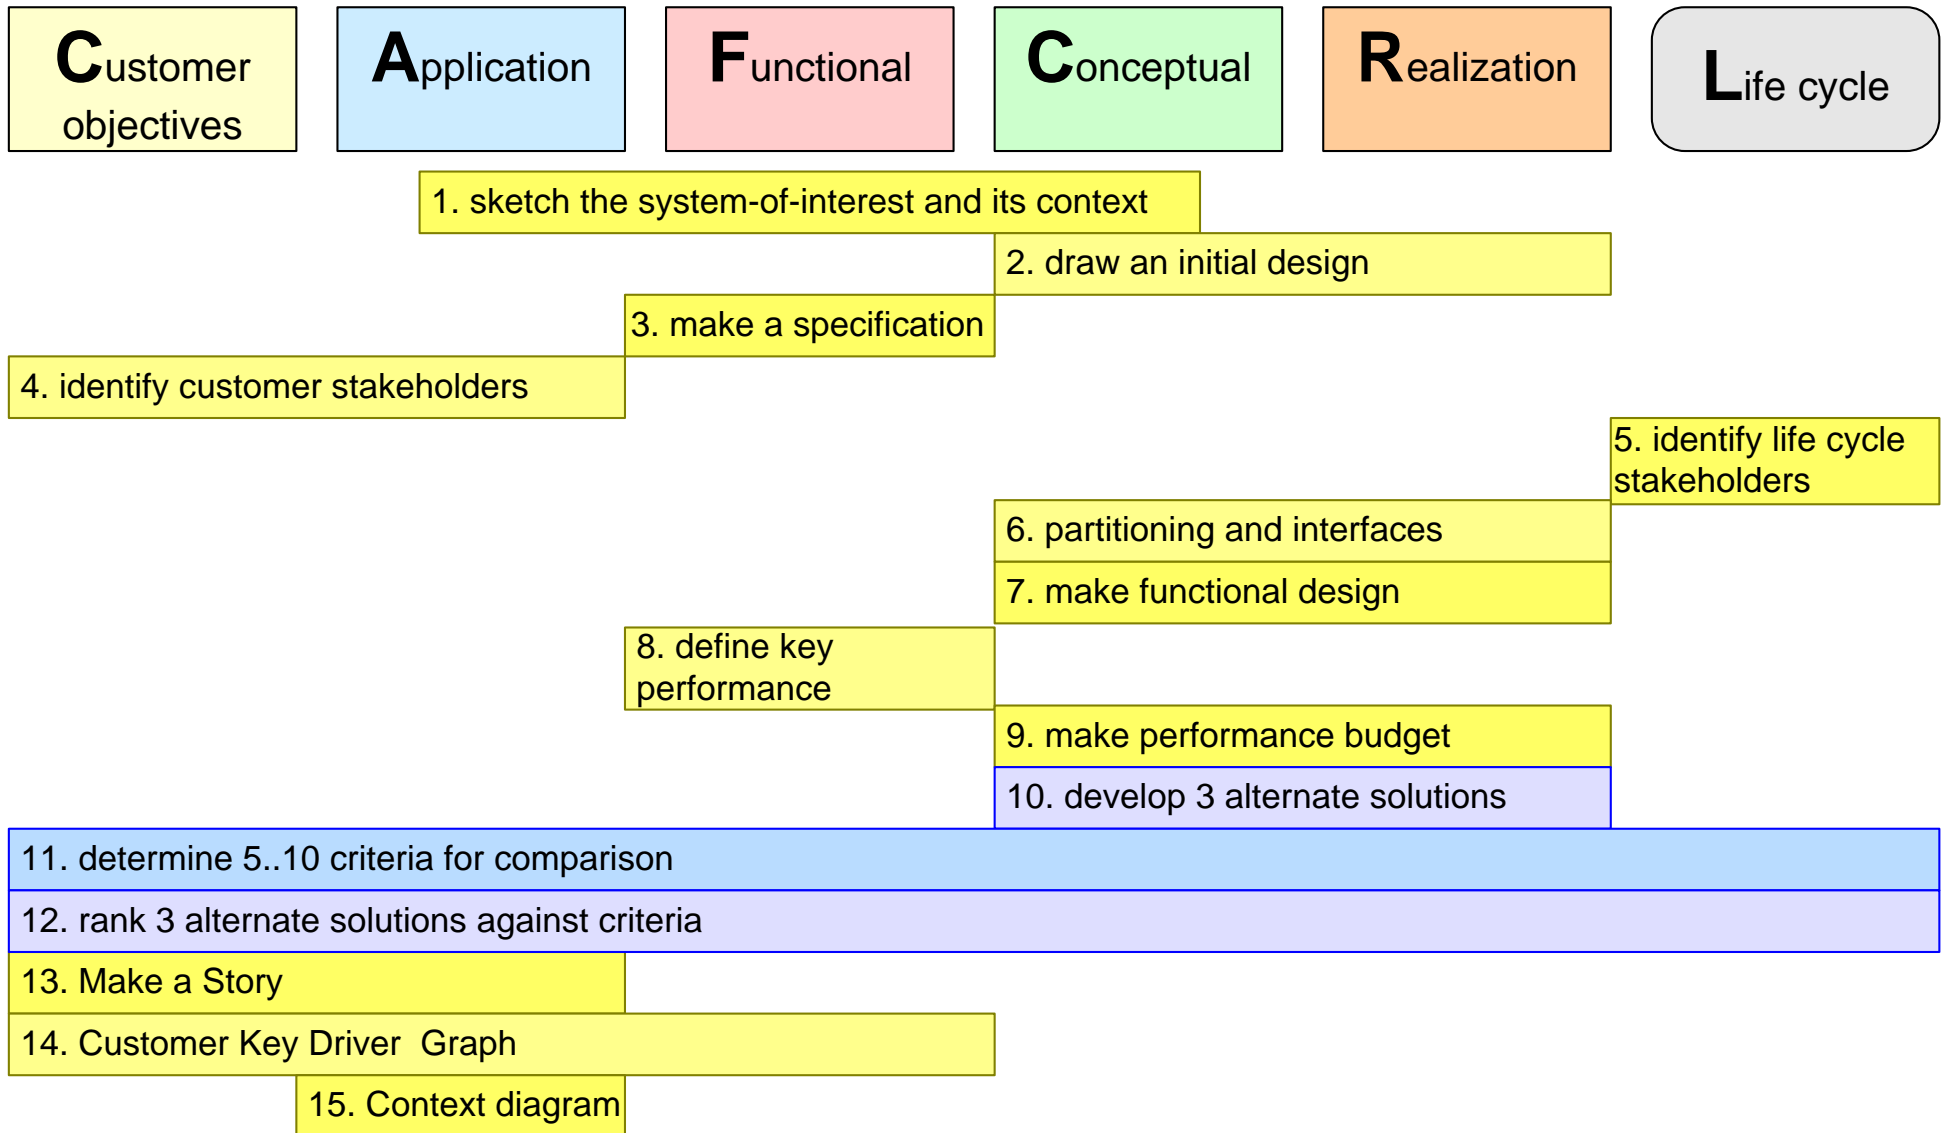 Customer
objectives
Application
Functional
Conceptual
Realization
Life cycle
1. sketch the system-of-interest and its context
2. draw an initial design
3. make a specification
4. identify customer stakeholders
5. identify life cycle
stakeholders
6. partitioning and interfaces
7. make functional design
8. define key
performance
9. make performance budget
10. develop 3 alternate solutions
11. determine 5..10 criteria for comparison
12. rank 3 alternate solutions against criteria
13. Make a Story
14. Customer Key Driver  Graph
15. Context diagram